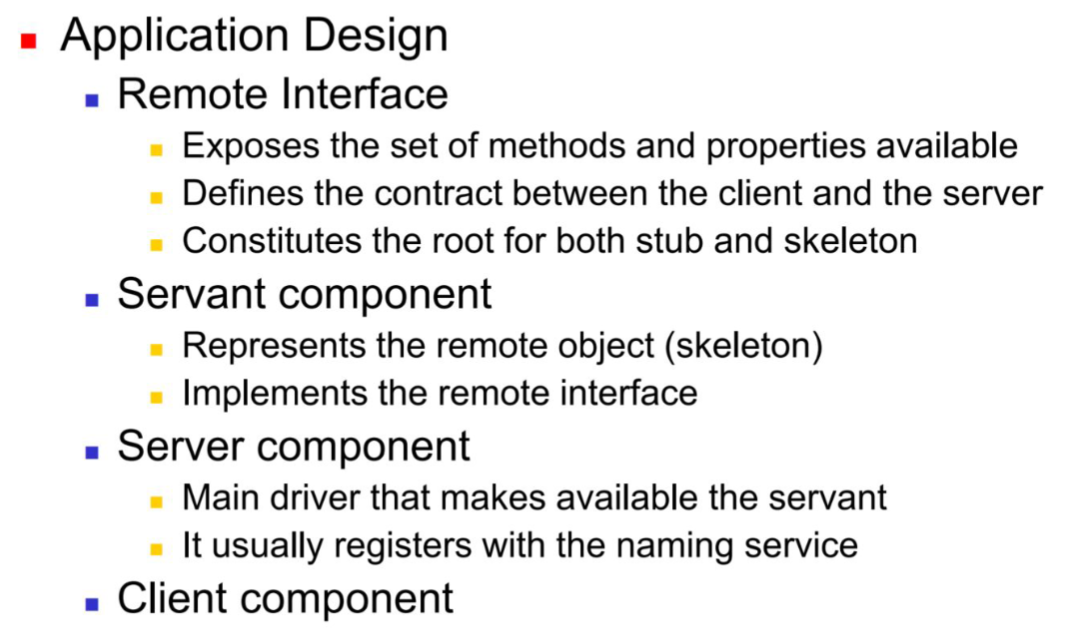 Application Design
Remote Interface
Exposes the set of methods and properties available
Defines the contract between the client and the server
Constitutes the root for both stub and skeleton
Servant component
Represents the remote object (skeleton)
Implements the remote interface
Server component
Main driver that makes available the servant
It usually registers with the naming service
Client component